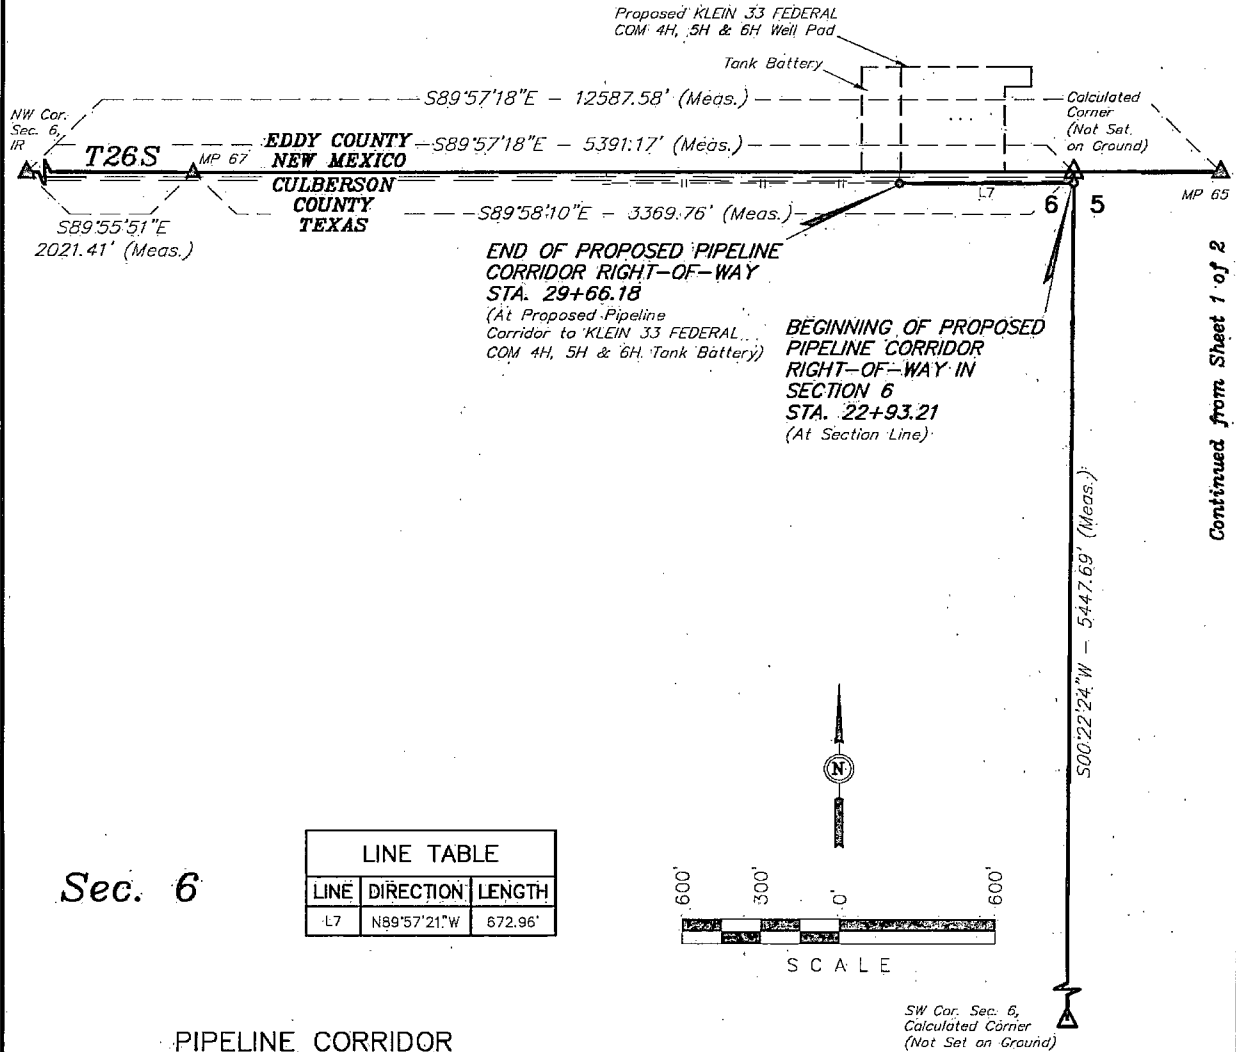 Proposed KLEIN 33 FEDERAL
COM 4H, 5H & 6H Well Pad
Tank Battery
S89°57'18"E - 12587.58' (Meas.)
Calculated
Corner
(Not Set
on Ground)
NW Cor.
Sec. 6,
IR
T26S
MP 67
EDDY COUNTY
NEW MEXICO
S89°57'18"E - 5391.17' (Meas.)
CULBERSON
COUNTY
TEXAS
S89°58'10"E - 3369.76' (Meas.)
L7
6 5
MP 65
S89°55'51"E
2021.41' (Meas.)
END OF PROPOSED PIPELINE
CORRIDOR RIGHT-OF-WAY
STA. 29+66.18
(At Proposed Pipeline
Corridor to KLEIN 33 FEDERAL
COM 4H, 5H & 6H Tank Battery)
BEGINNING OF PROPOSED
PIPELINE CORRIDOR
RIGHT-OF-WAY IN
SECTION 6
STA. 22+93.21
(At Section Line)
Continued from Sheet 1 of 2
S00°22'24"W - 5447.69' (Meas.)
N
Sec. 6
LINE TABLE
LINE DIRECTION LENGTH
L7 N89°57'21"W 672.96'
600' 300' 0' 600'
SCALE
SW Cor. Sec. 6,
Calculated Corner
(Not Set on Ground)
PIPELINE CORRIDOR